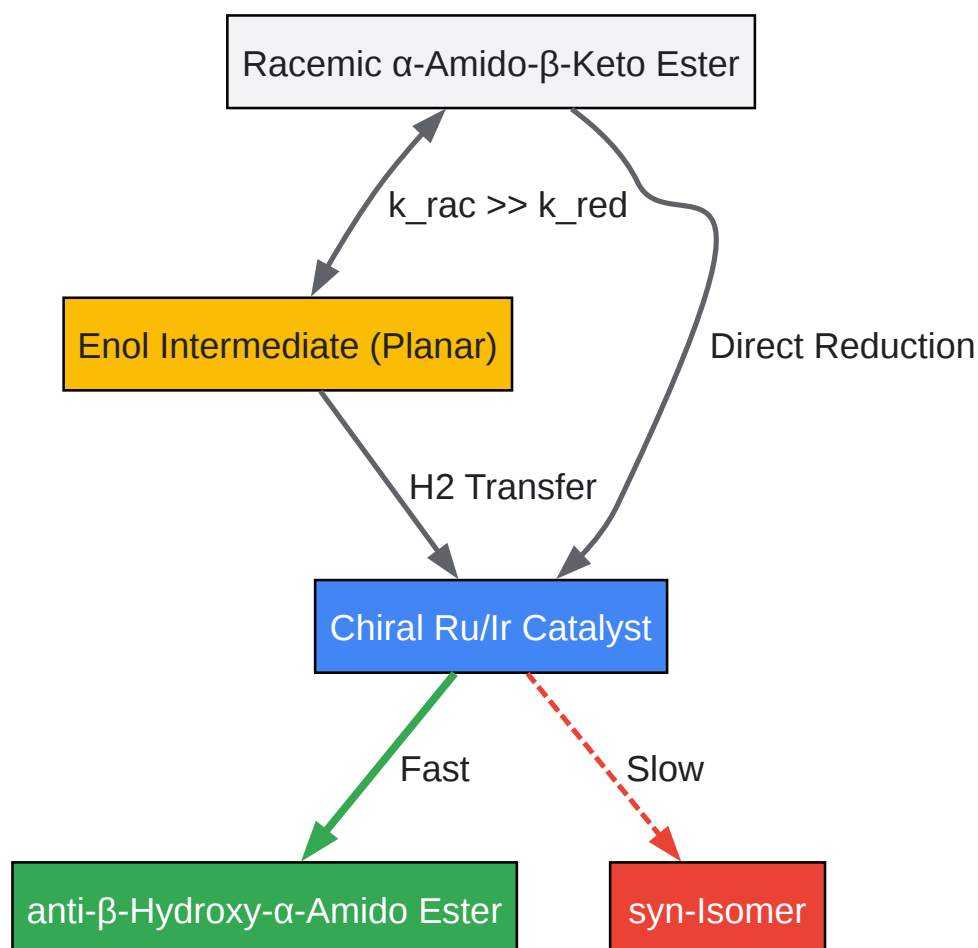 Racemic α-Amido-β-Keto Ester
k_rac >> k_red
Enol Intermediate (Planar)
Direct Reduction
H2 Transfer
Chiral Ru/Ir Catalyst
Fast
Slow
anti-β-Hydroxy-α-Amido Ester
syn-Isomer